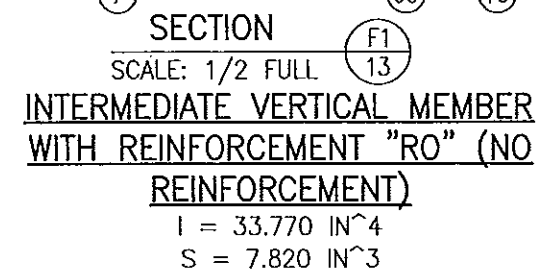 SECTION
F1
SCALE: 1/2 FULL
13
INTERMEDIATE VERTICAL MEMBER
WITH REINFORCEMENT "RO" (NO
REINFORCEMENT)
I = 33.770 IN^4
S = 7.820 IN^3